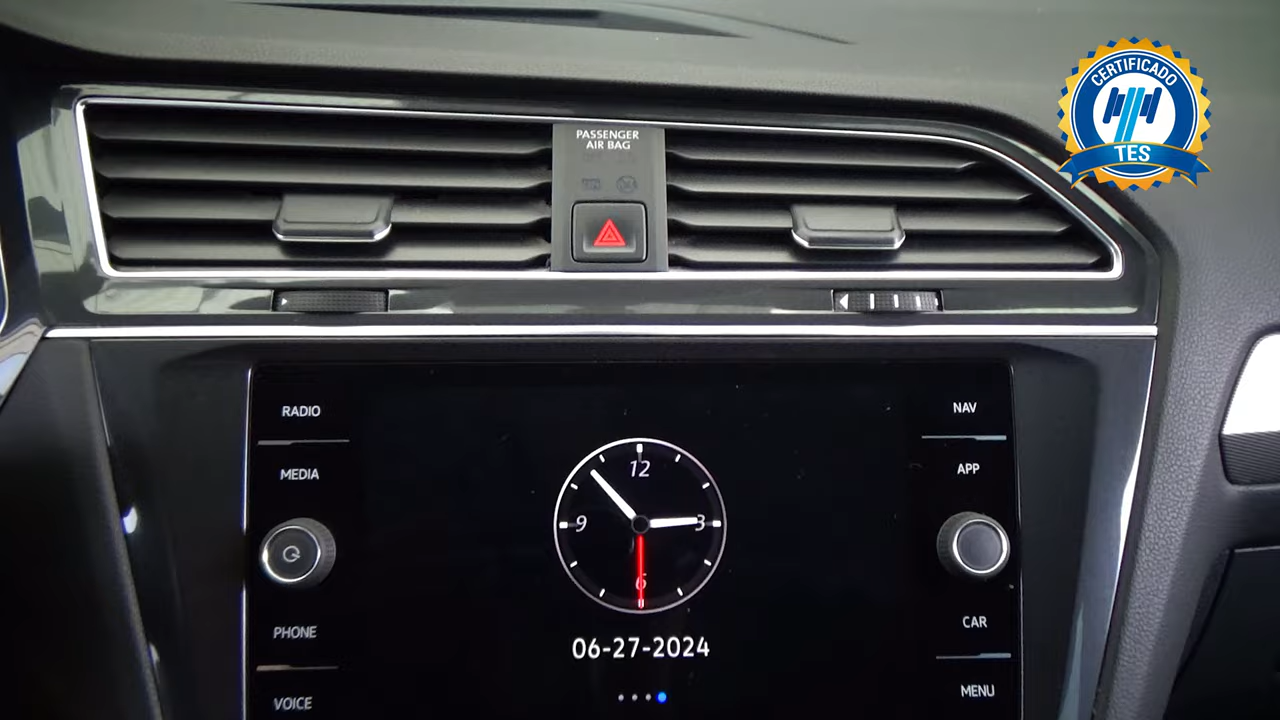 CERTIFICADO
TES
PASSENGER
AIR BAG
RADIO
MEDIA
PHONE
VOICE
NAV
APP
CAR
MENU
12
9
3
6
06-27-2024